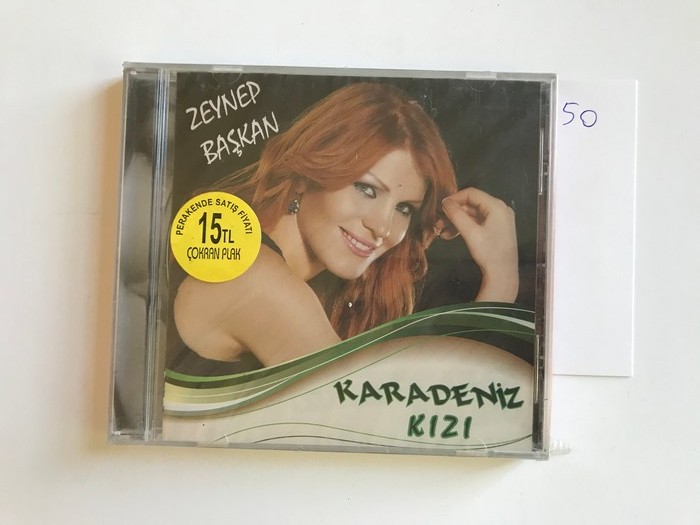 ZEYNEP
BAŞKAN
PERAKENDE SATIŞ FİYATI
15TL
ÇOKRAN PLAK
KARADENİZ
KIZI
50